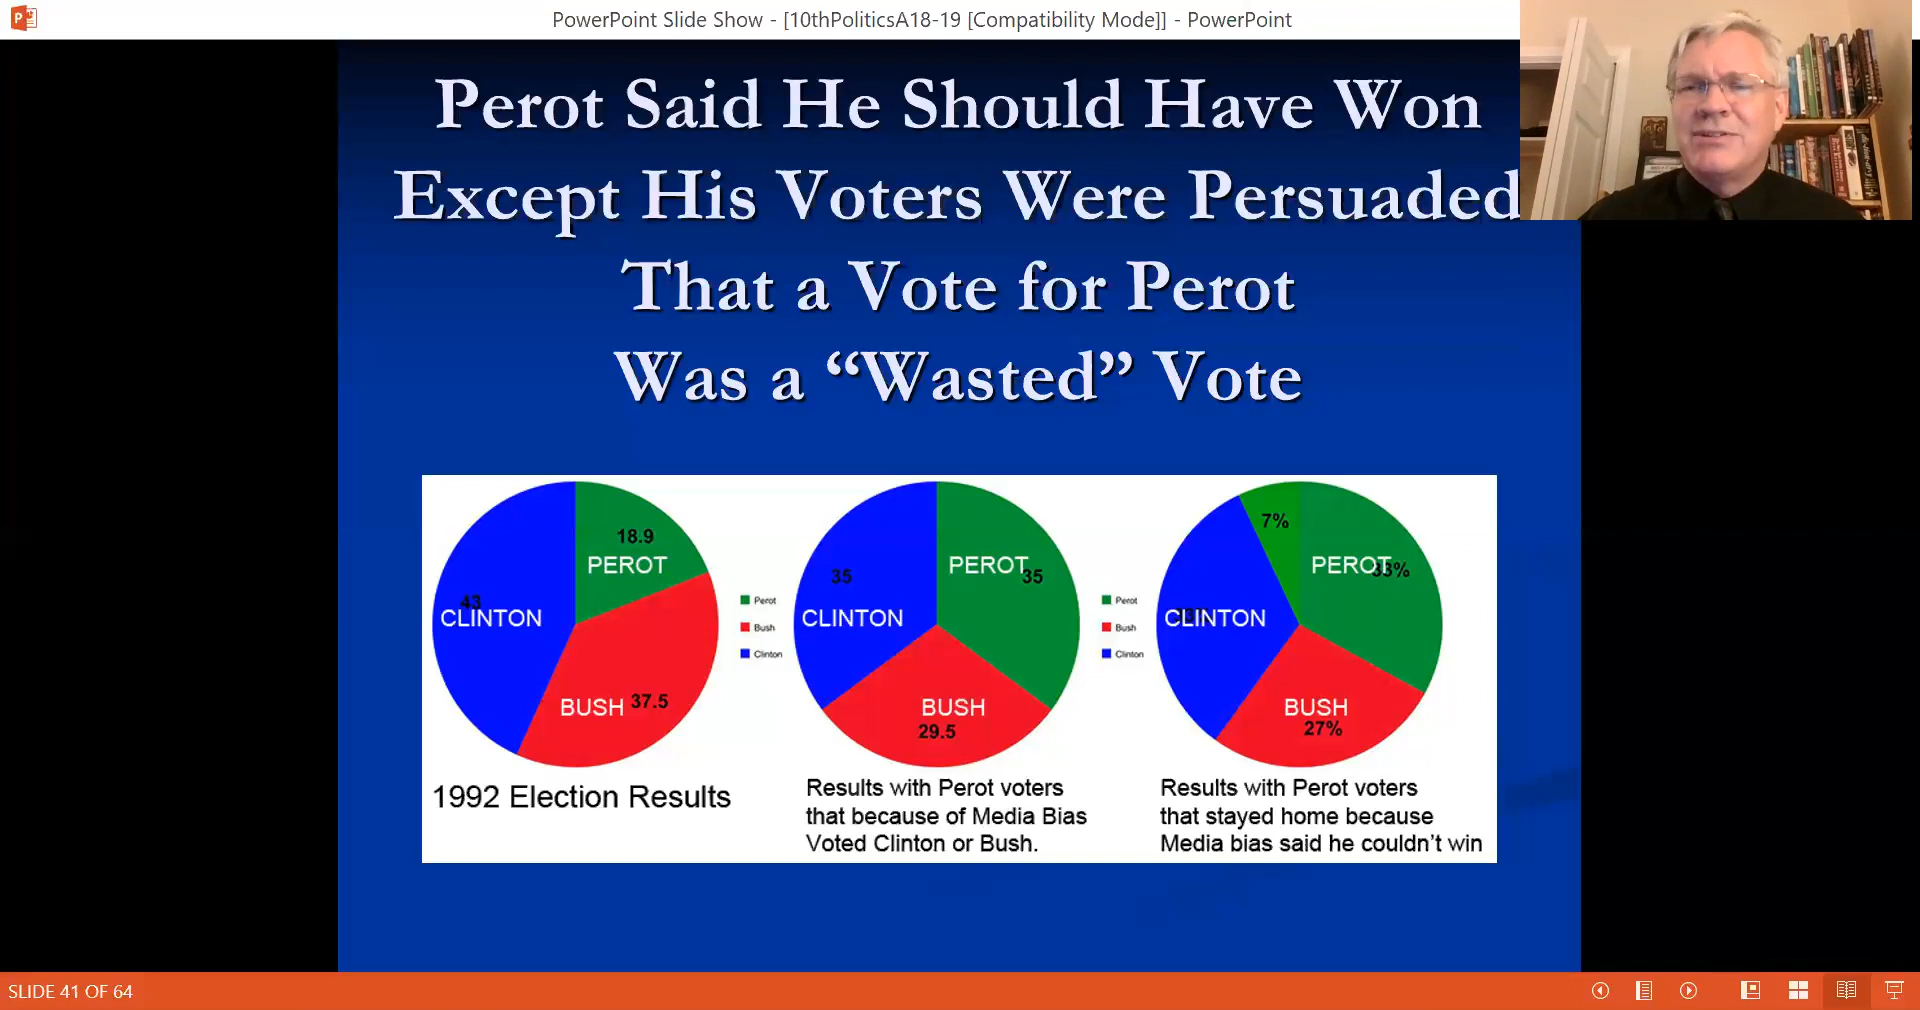 PowerPoint Slide Show - [10thPoliticsA18-19 [Compatibility Mode]] - PowerPoint
Perot Said He Should Have Won
Except His Voters Were Persuaded
That a Vote for Perot
Was a “Wasted” Vote
18.9
PEROT
43
CLINTON
BUSH 37.5
Perot
Bush
Clinton
1992 Election Results
35
PEROT
35
CLINTON
BUSH
29.5
Perot
Bush
Clinton
Results with Perot voters
that because of Media Bias
Voted Clinton or Bush.
7%
PEROT
33%
CLINTON
BUSH
27%
Results with Perot voters
that stayed home because
Media bias said he couldn't win
SLIDE 41 OF 64